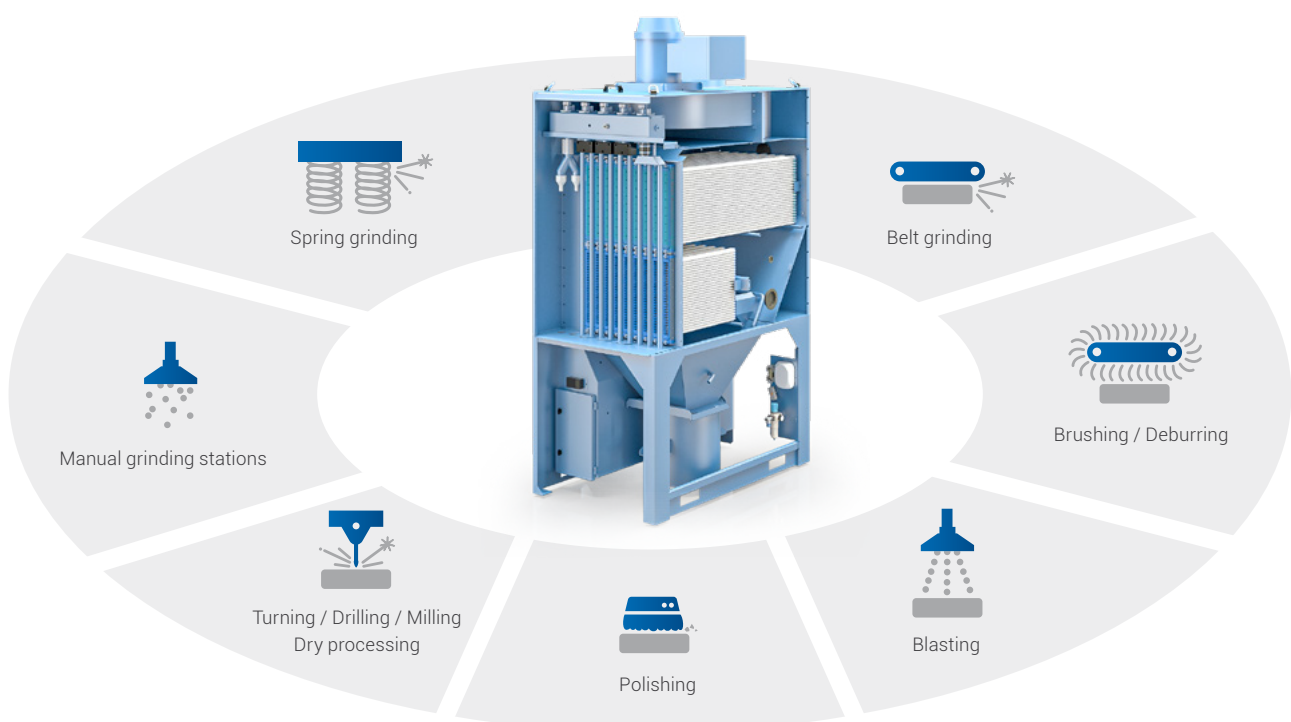 Spring grinding
Belt grinding
Manual grinding stations
Brushing / Deburring
Turning / Drilling / Milling
Dry processing
Polishing
Blasting